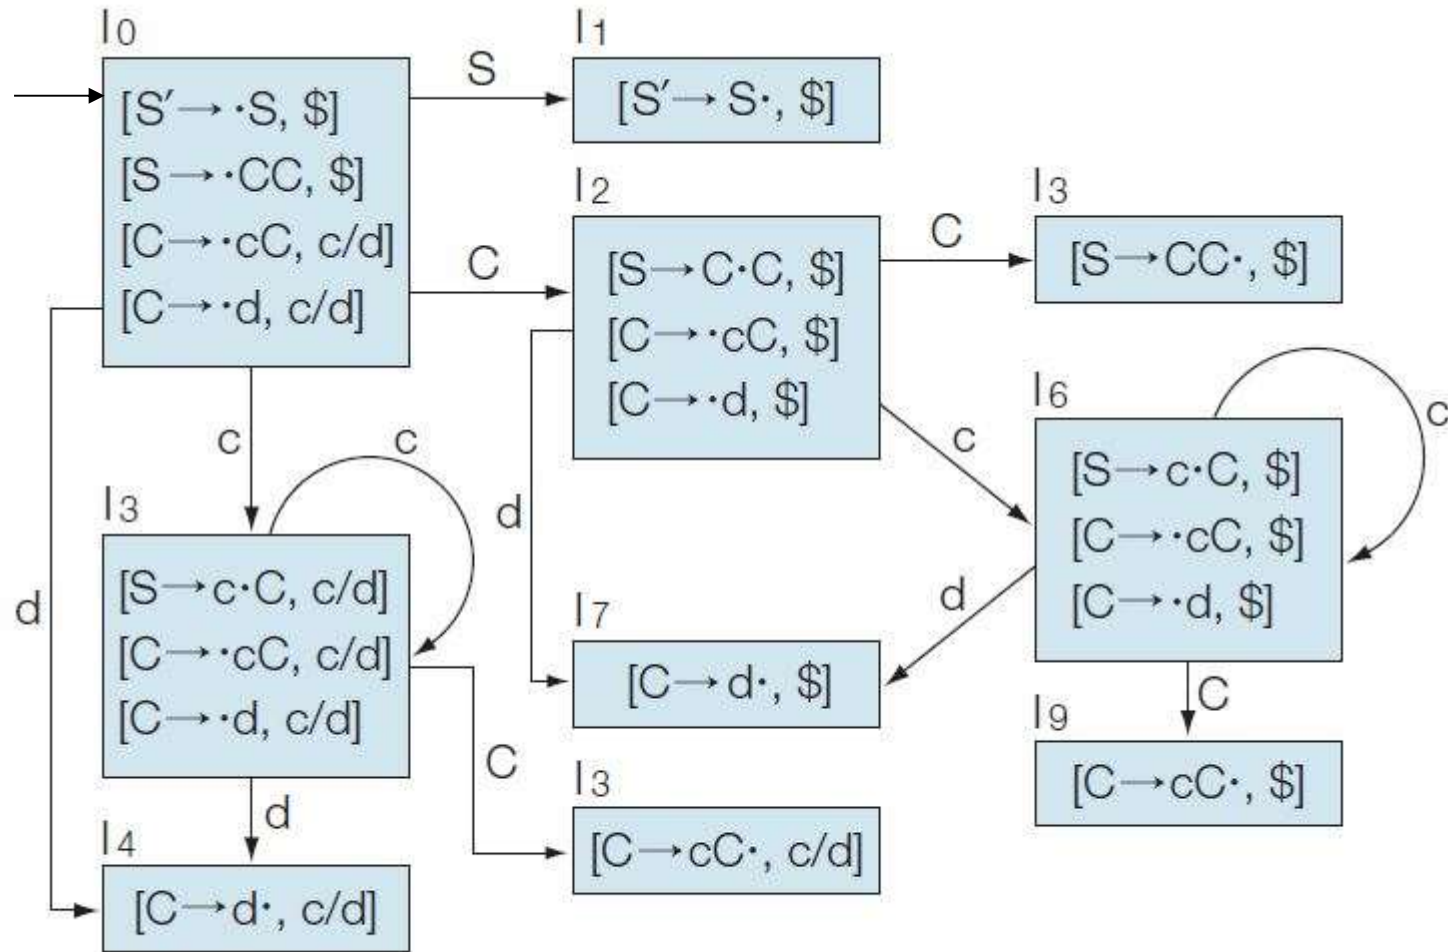 I0
[S′→·S, $]
[S→·CC, $]
[C→·cC, c/d]
[C→·d, c/d]
S
I1
[S′→S·, $]
C
I2
[S→C·C, $]
[C→·cC, $]
[C→·d, $]
C
I3
[S→CC·, $]
c
c
d
I3
[S→c·C, c/d]
[C→·cC, c/d]
[C→·d, c/d]
d
c
d
I6
[S→c·C, $]
[C→·cC, $]
[C→·d, $]
c
d
I7
[C→d·, $]
C
I9
[C→cC·, $]
C
I3
[C→cC·, c/d]
d
I4
[C→d·, c/d]